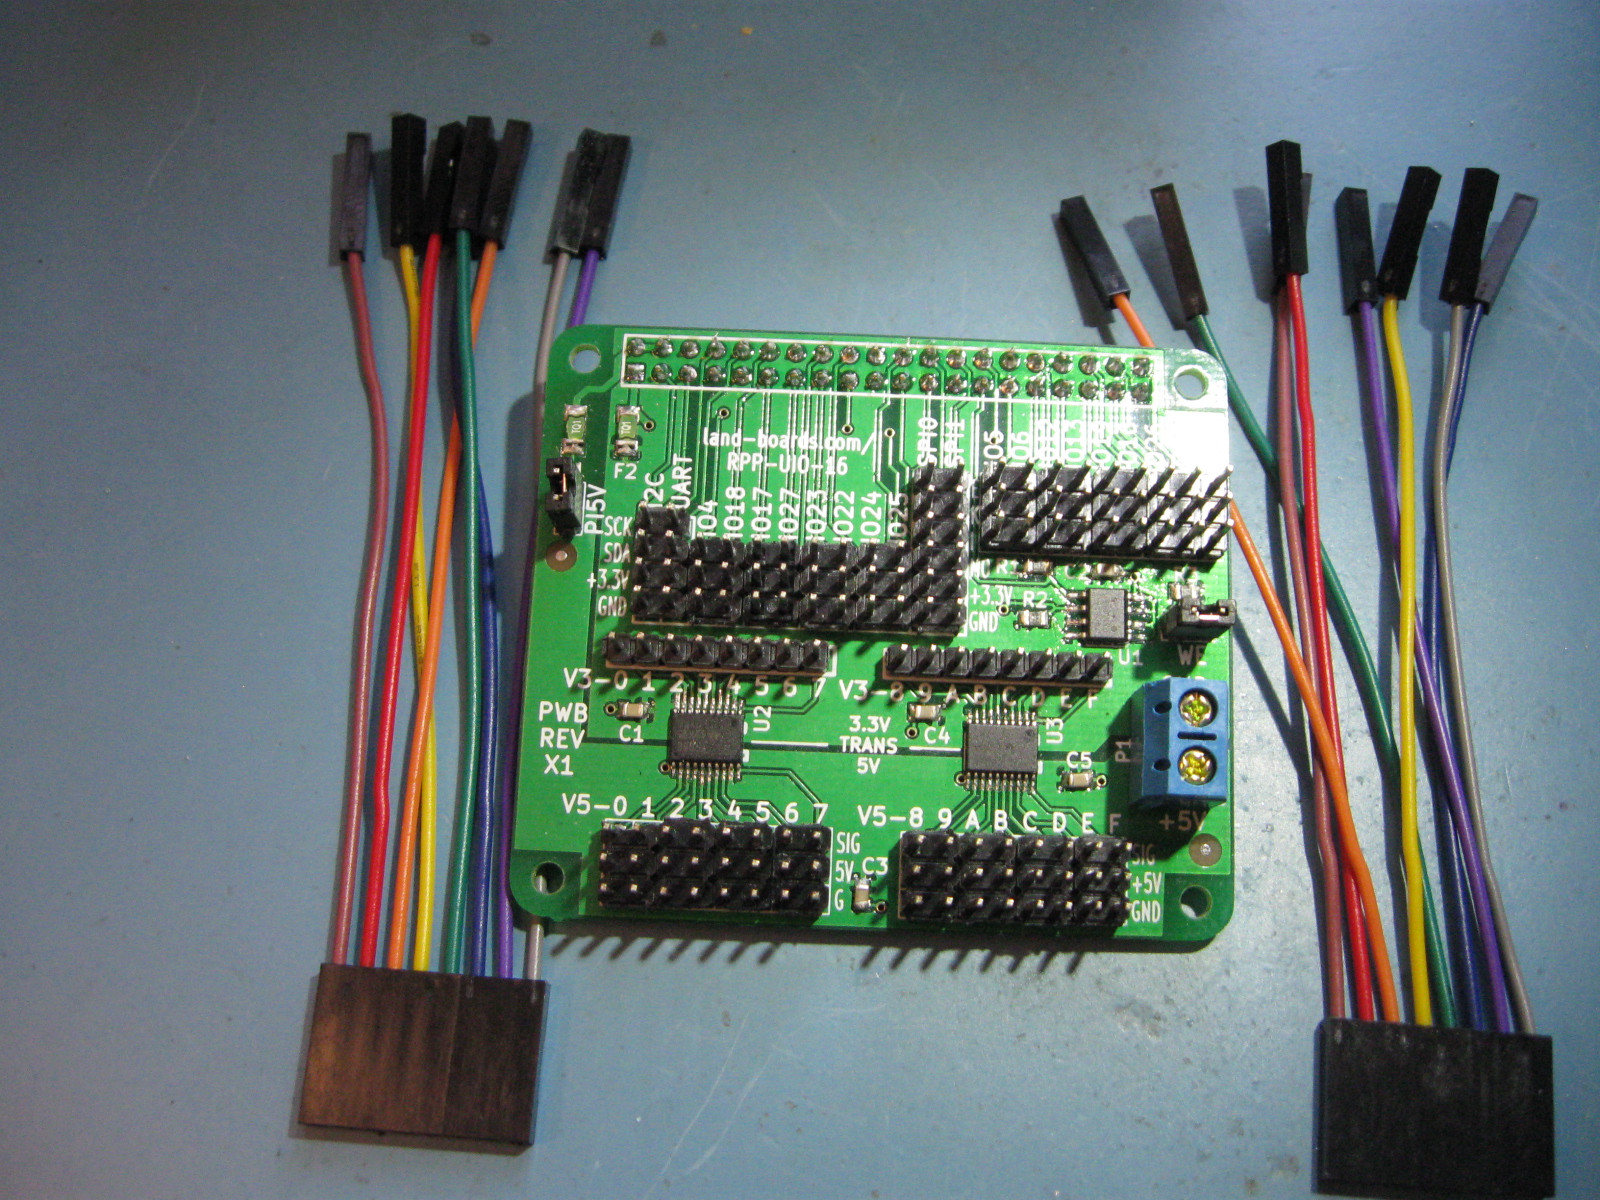 land-boards.com/
RPP-UIO-16
F2
PI5V
I2C
UART
IO4
IO18
IO17
IO27
IO23
IO22
IO24
IO25
SPI0
SPI1
IO5
IO6
IO12
IO13
SCK
SDA
+3.3V
GND
NC
+3.3V
GND
R2
U1
WE
V3-0 1 2 3 4 5 6 7
V3-8 9 A B C D E F
PWB
REV
X1
C1
U2
3.3V
TRANS
5V
C4
U3
C5
P1
+5V
V5-0 1 2 3 4 5 6 7
V5-8 9 A B C D E F
SIG
5V
G
C3
SIG
+5V
GND